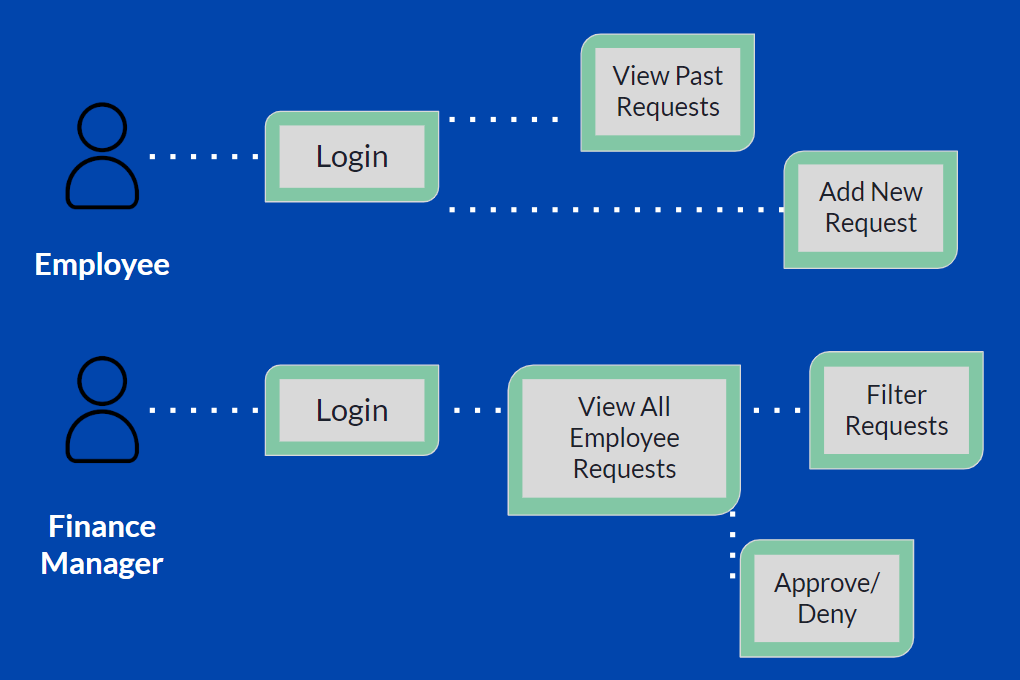 View Past
Requests
Login
Add New
Request
Employee
Login
View All
Employee
Requests
Filter
Requests
Finance
Manager
Approve/
Deny